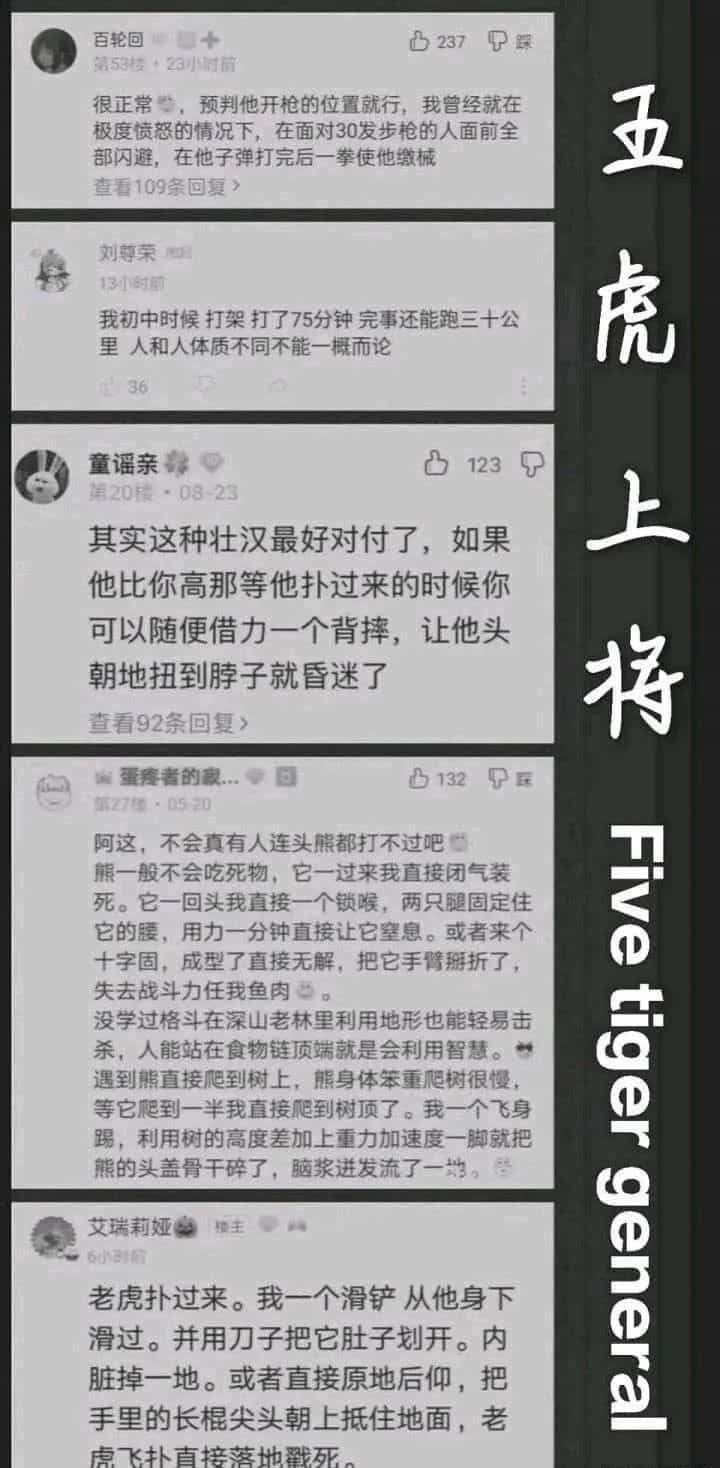 百轮回
237 踩
第53楼・23小时前
很正常，预判他开枪的位置就行，我曾经就在
极度愤怒的情况下，在面对30发步枪的人面前全
部闪避，在他子弹打完后一拳使他缴械
查看109条回复>
刘尊荣
13小时前
我初中时候 打架 打了75分钟 完事还能跑三十公
里 人和人体质不同不能一概而论
36
童谣亲
123
第20楼・08-23
其实这种壮汉最好对付了，如果
他比你高那等他扑过来的时候你
可以随便借力一个背摔，让他头
朝地扭到脖子就昏迷了
查看92条回复>
蛋疼者的寂...
132 踩
第27楼・05-20
阿这，不会真有人连头熊都打不过吧
熊一般不会吃死物，它一过来我直接闭气装
死。它一回头我直接一个锁喉，两只腿固定住
它的腰，用力一分钟直接让它窒息。或者来个
十字固，成型了直接无解，把它手臂掰折了，
失去战斗力任我鱼肉。
没学过格斗在深山老林里利用地形也能轻易击
杀，人能站在食物链顶端就是会利用智慧。
遇到熊直接爬到树上，熊身体笨重爬树很慢，
等它爬到一半我直接爬到树顶了。我一个飞身
踢，利用树的高度差加上重力加速度一脚就把
熊的头盖骨干碎了，脑浆迸发流了一地。
艾瑞莉娅 楼主
6小时前
老虎扑过来。我一个滑铲 从他身下
滑过。并用刀子把它肚子划开。内
脏掉一地。或者直接原地后仰，把
手里的长棍尖头朝上抵住地面，老
虎飞扑直接落地戳死。
五虎上将
Five tiger general